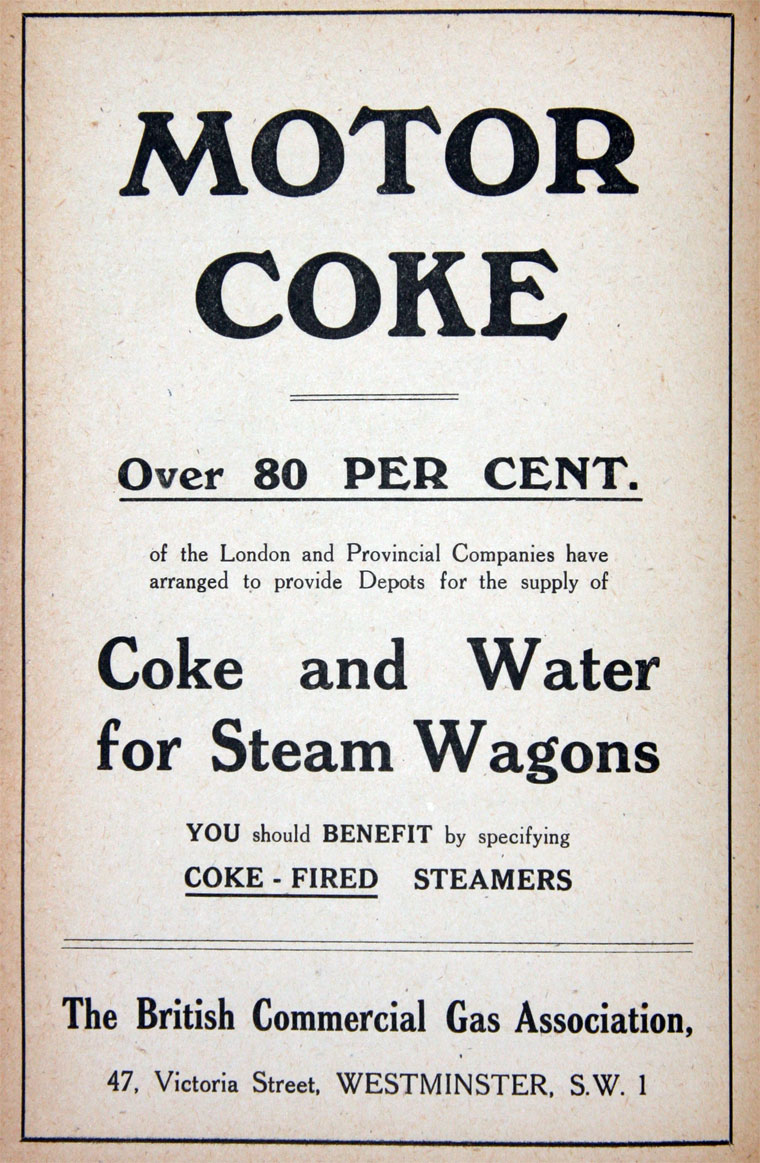 MOTOR
COKE
Over 80 PER CENT.
of the London and Provincial Companies have
arranged to provide Depots for the supply of
Coke and Water
for Steam Wagons
YOU should BENEFIT by specifying
COKE - FIRED STEAMERS
The British Commercial Gas Association,
47, Victoria Street, WESTMINSTER, S.W. 1